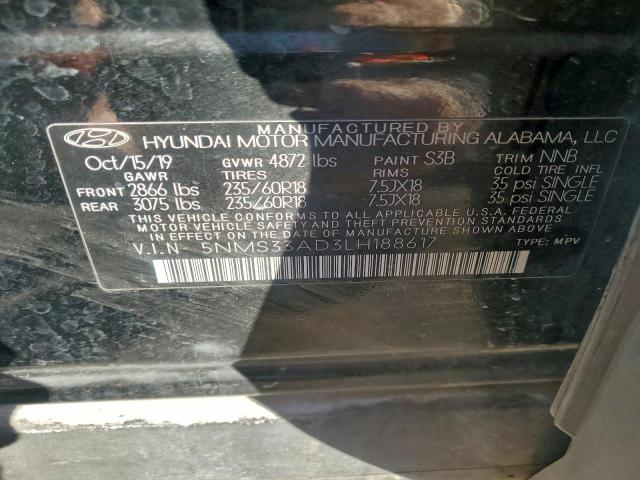 MANUFACTURED BY
HYUNDAI MOTOR MANUFACTURING ALABAMA, LLC
Oct/15/19 GVWR 4872 lbs PAINT S3B TRIM NNB
GAWR TIRES RIMS COLD TIRE INFL
FRONT 2866 lbs 235/60R18 7.5JX18 35 psi SINGLE
REAR 3075 lbs 235/60R18 7.5JX18 35 psi SINGLE
THIS VEHICLE CONFORMS TO ALL APPLICABLE U.S.A. FEDERAL
MOTOR VEHICLE SAFETY AND THEFT PREVENTION STANDARDS
IN EFFECT ON THE DATE OF MANUFACTURE SHOWN ABOVE.
V.I.N 5NMS33AD3LH188617 TYPE: MPV